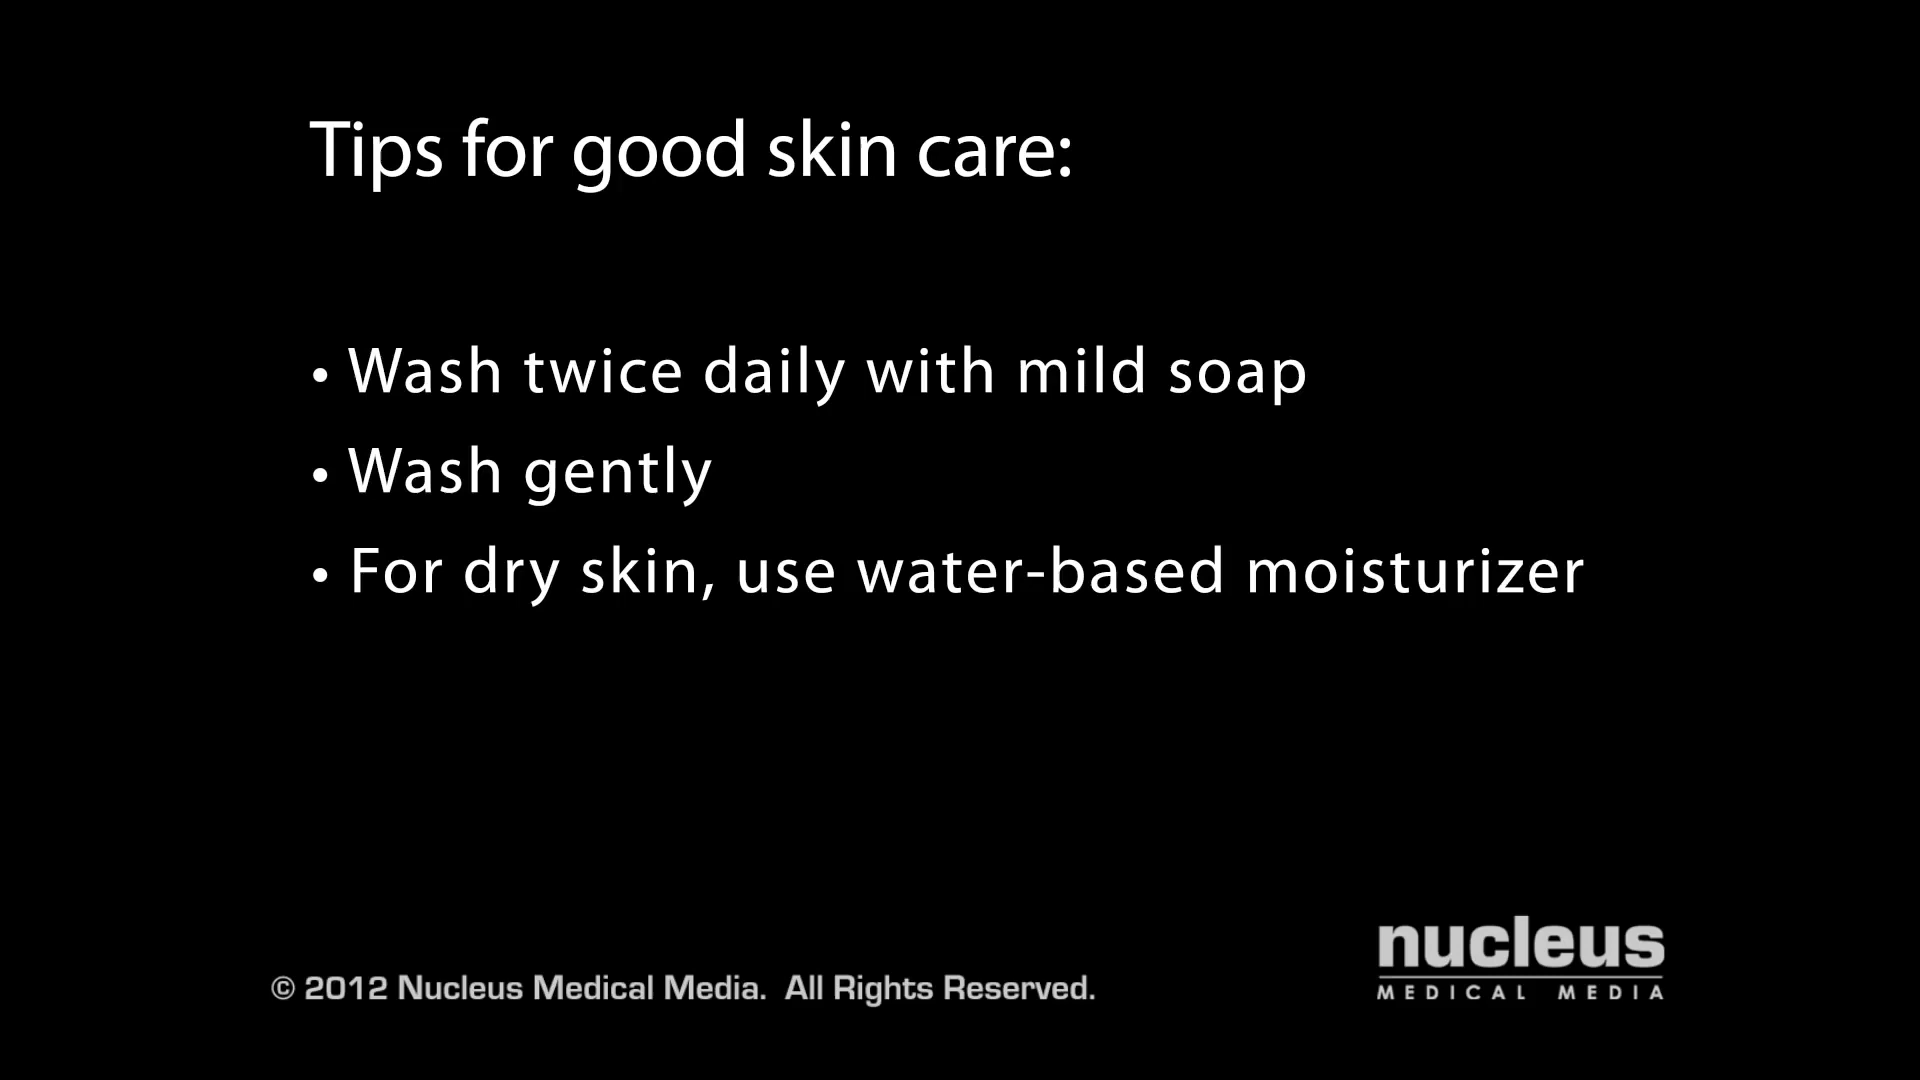 Tips for good skin care:
• Wash twice daily with mild soap
• Wash gently
• For dry skin, use water-based moisturizer
© 2012 Nucleus Medical Media. All Rights Reserved.
nucleus
MEDICAL MEDIA